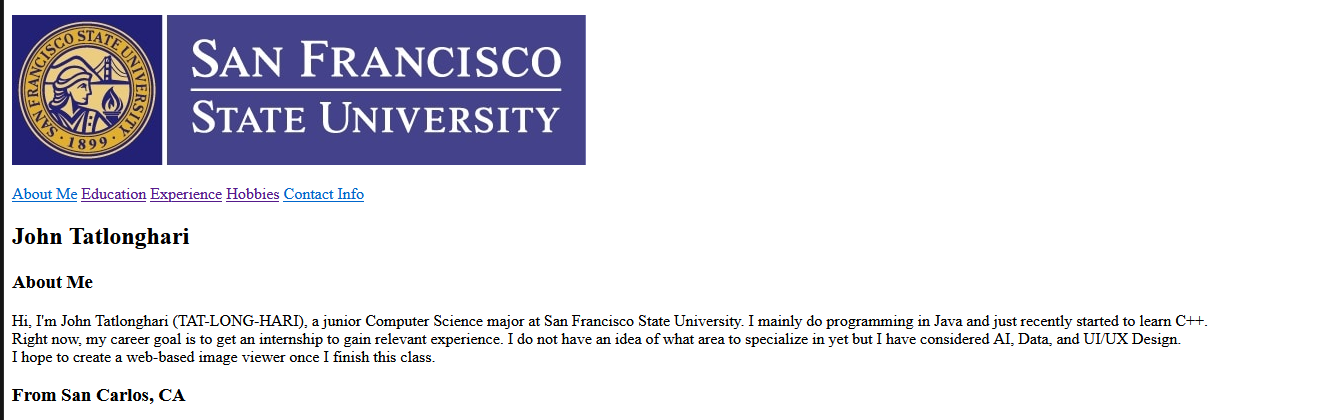 SAN FRANCISCO STATE UNIVERSITY · 1899 ·
SAN FRANCISCO
STATE UNIVERSITY
About Me Education Experience Hobbies Contact Info
John Tatlonghari
About Me
Hi, I'm John Tatlonghari (TAT-LONG-HARI), a junior Computer Science major at San Francisco State University. I mainly do programming in Java and just recently started to learn C++.
Right now, my career goal is to get an internship to gain relevant experience. I do not have an idea of what area to specialize in yet but I have considered AI, Data, and UI/UX Design.
I hope to create a web-based image viewer once I finish this class.
From San Carlos, CA